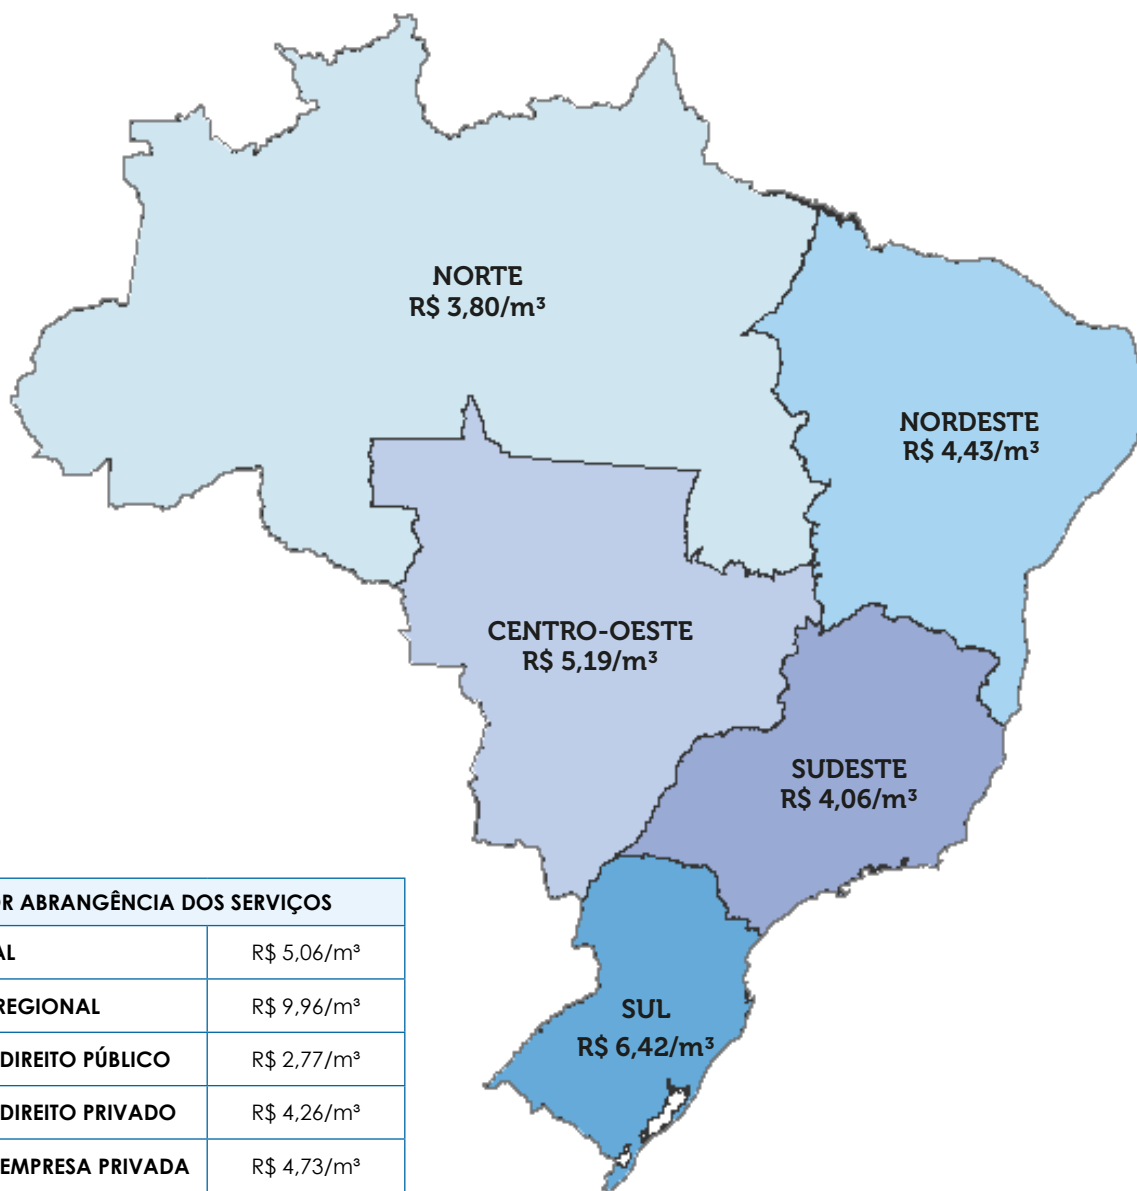 NORTE
R$ 3,80/m³
NORDESTE
R$ 4,43/m³
CENTRO-OESTE
R$ 5,19/m³
SUDESTE
R$ 4,06/m³
SUL
R$ 6,42/m³
ABRANGÊNCIA DOS SERVIÇOS
R$ 5,06/m³
REGIONAL R$ 9,96/m³
DIREITO PÚBLICO R$ 2,77/m³
DIREITO PRIVADO R$ 4,26/m³
EMPRESA PRIVADA R$ 4,73/m³